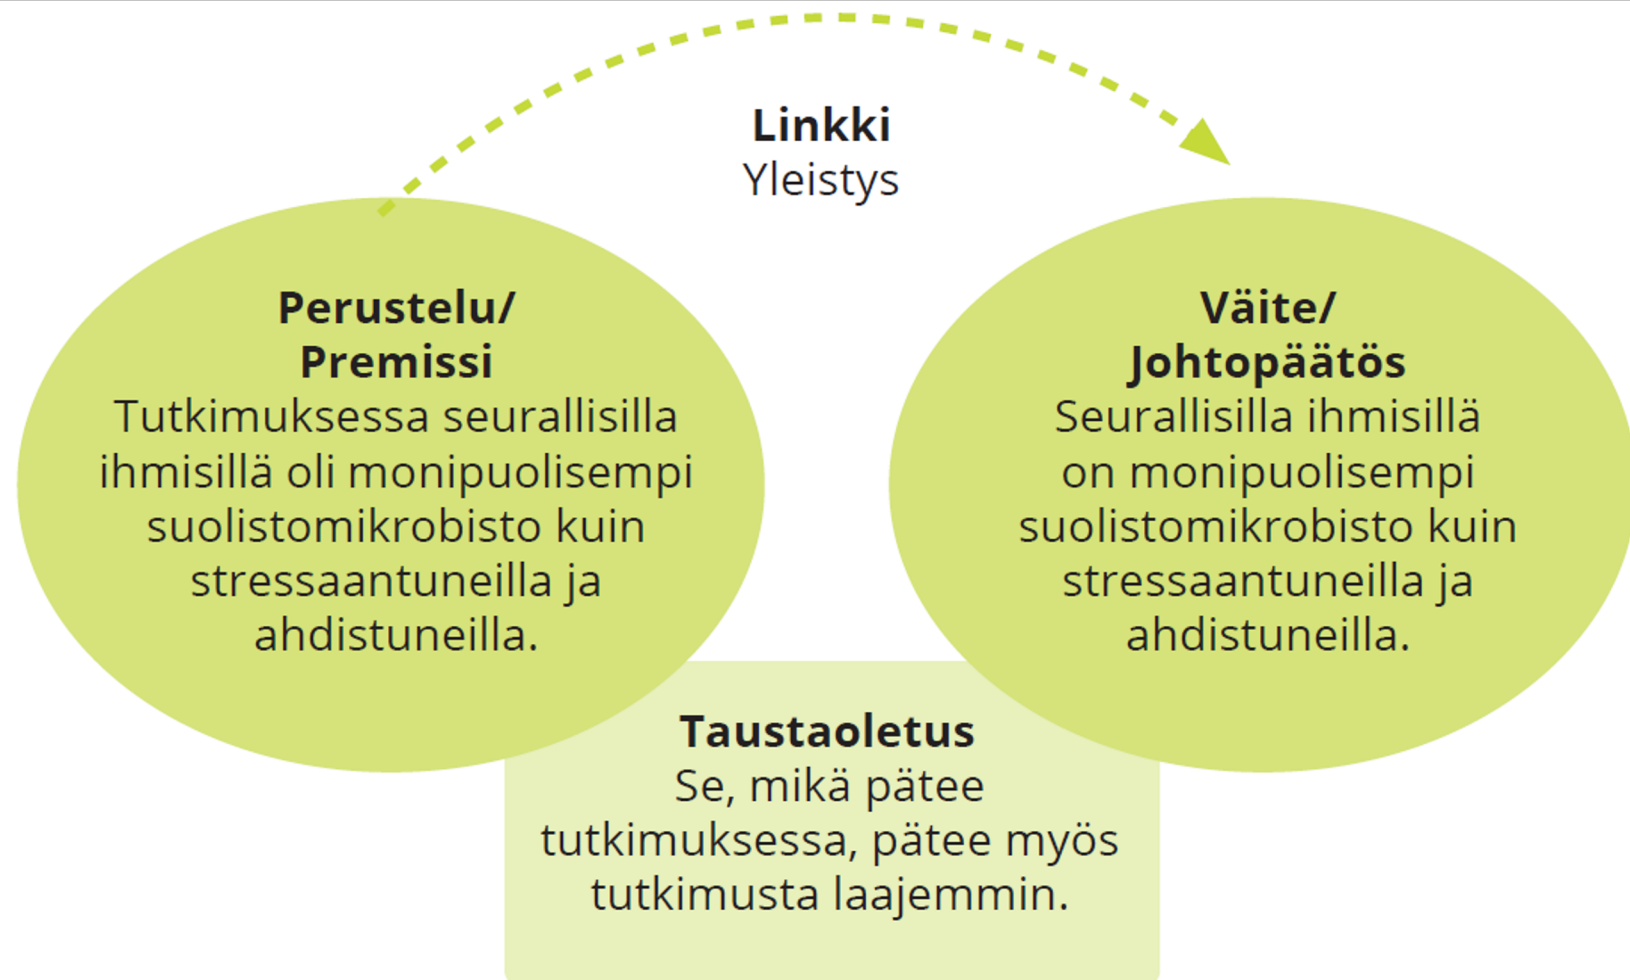 Linkki
Yleistys
Perustelu/
Premissi
Tutkimuksessa seurallisilla
ihmisillä oli monipuolisempi
suolistomikrobisto kuin
stressaantuneilla ja
ahdistuneilla.
Väite/
Johtopäätös
Seurallisilla ihmisillä
on monipuolisempi
suolistomikrobisto kuin
stressaantuneilla ja
ahdistuneilla.
Taustaoletus
Se, mikä pätee
tutkimuksessa, pätee myös
tutkimusta laajemmin.